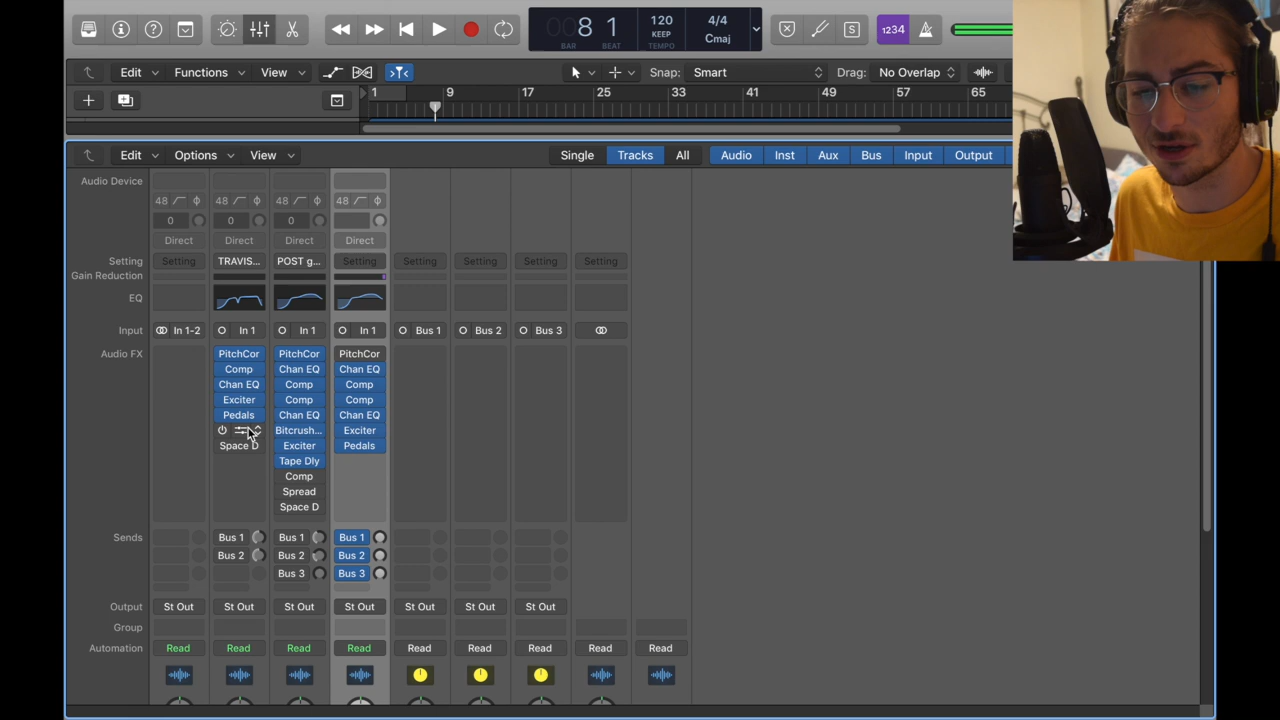 8 1 120 4/4 1234
KEEP Cmaj
BAR BEAT TEMPO
S
Edit Functions View Snap: Smart Drag: No Overlap
1 9 17 25 33 41 49 57 65
Edit Options View Single Tracks All Audio Inst Aux Bus Input Output
Audio Device
48 48 48 48
0 0 0
Direct Direct Direct Direct
Setting Setting TRAVIS... POST g... Setting Setting Setting Setting Setting
Gain Reduction
EQ
Input In 1-2 In 1 In 1 In 1 Bus 1 Bus 2 Bus 3
Audio FX PitchCor PitchCor PitchCor
Comp Chan EQ Chan EQ
Chan EQ Comp Comp
Exciter Comp Comp
Pedals Chan EQ Chan EQ
Bitcrush... Exciter
Space D Exciter Pedals
Tape Dly
Comp
Spread
Space D
Sends Bus 1 Bus 1 Bus 1
Bus 2 Bus 2 Bus 2
Bus 3 Bus 3
Output St Out St Out St Out St Out St Out St Out St Out
Group
Automation Read Read Read Read Read Read Read Read Read